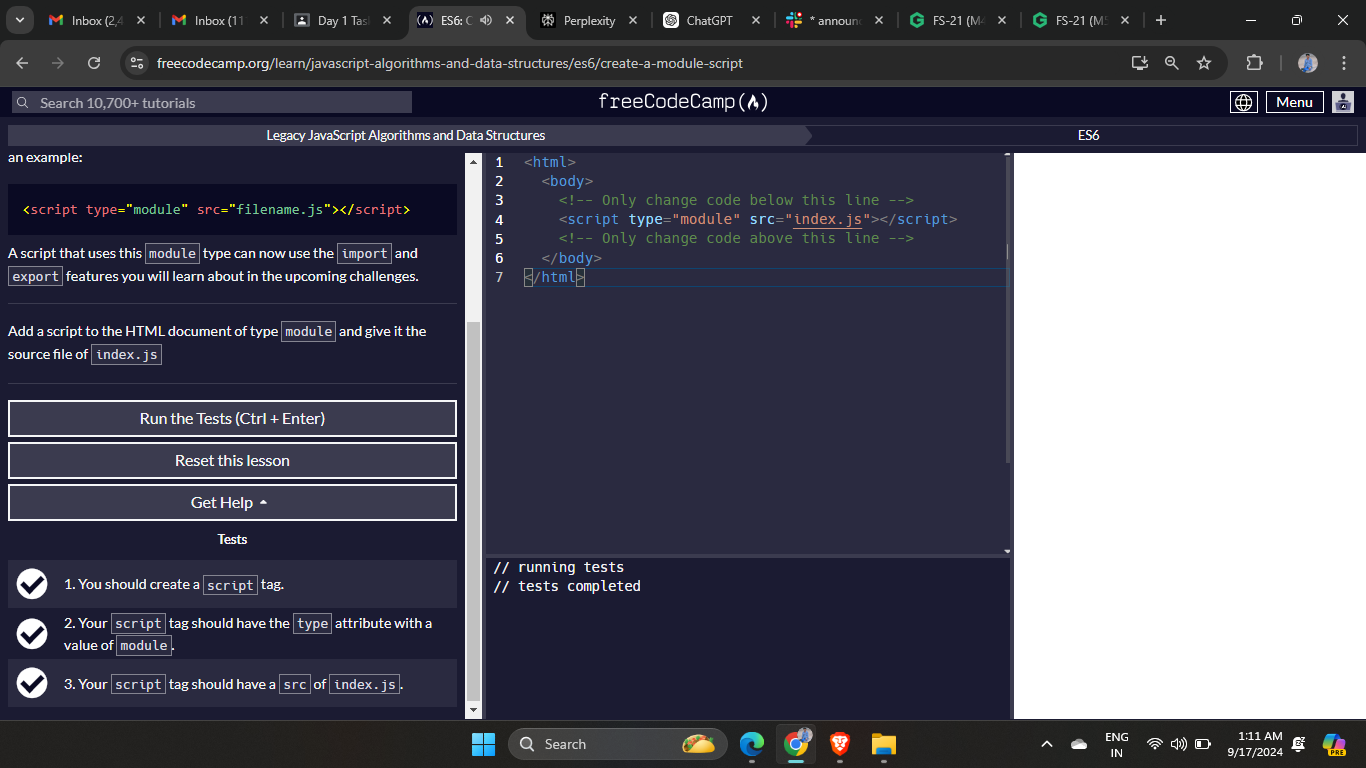 Inbox (2,4
Inbox (11
Day 1 Tas
ES6: C
Perplexity
ChatGPT
* announc
FS-21 (M4
FS-21 (M5
freecodecamp.org/learn/javascript-algorithms-and-data-structures/es6/create-a-module-script
Search 10,700+ tutorials
freeCodeCamp
Menu
Legacy JavaScript Algorithms and Data Structures
ES6
an example:
<script type="module" src="filename.js"></script>
A script that uses this module type can now use the import and
export features you will learn about in the upcoming challenges.
Add a script to the HTML document of type module and give it the
source file of index.js
Run the Tests (Ctrl + Enter)
Reset this lesson
Get Help
Tests
1. You should create a script tag.
2. Your script tag should have the type attribute with a
value of module.
3. Your script tag should have a src of index.js.
1 <html>
2 <body>
3 <!-- Only change code below this line -->
4 <script type="module" src="index.js"></script>
5 <!-- Only change code above this line -->
6 </body>
7 </html>
// running tests
// tests completed
Search
ENG
IN
1:11 AM
9/17/2024
PRE